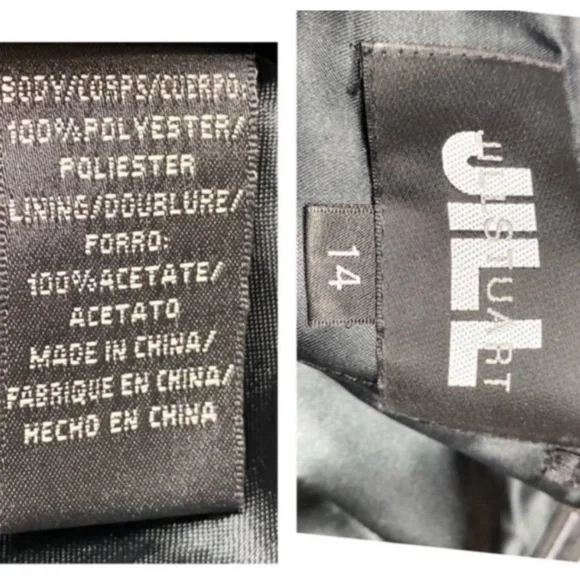 BODY/CORPS/CUERPO:
100%POLYESTER/
POLIESTER
LINING/DOUBLURE/
FORRO:
100%ACETATE/
ACETATO
MADE IN CHINA/
FABRIQUE EN CHINA/
HECHO EN CHINA
14
JILL
JILLSTUART